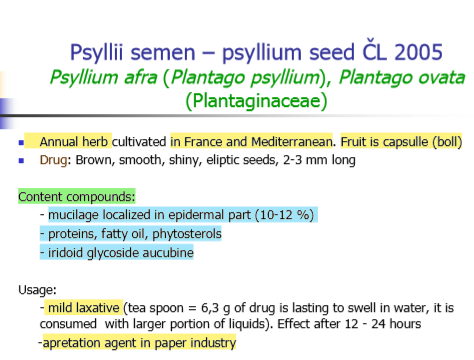 Psyllii semen – psyllium seed ČL 2005
Psyllium afra (Plantago psyllium), Plantago ovata
(Plantaginaceae)
Annual herb cultivated in France and Mediterranean. Fruit is capsulle (boll)
Drug: Brown, smooth, shiny, eliptic seeds, 2-3 mm long
Content compounds:
- mucilage localized in epidermal part (10-12 %)
- proteins, fatty oil, phytosterols
- iridoid glycoside aucubine
Usage:
- mild laxative (tea spoon = 6,3 g of drug is lasting to swell in water, it is
consumed with larger portion of liquids). Effect after 12 - 24 hours
-apretation agent in paper industry